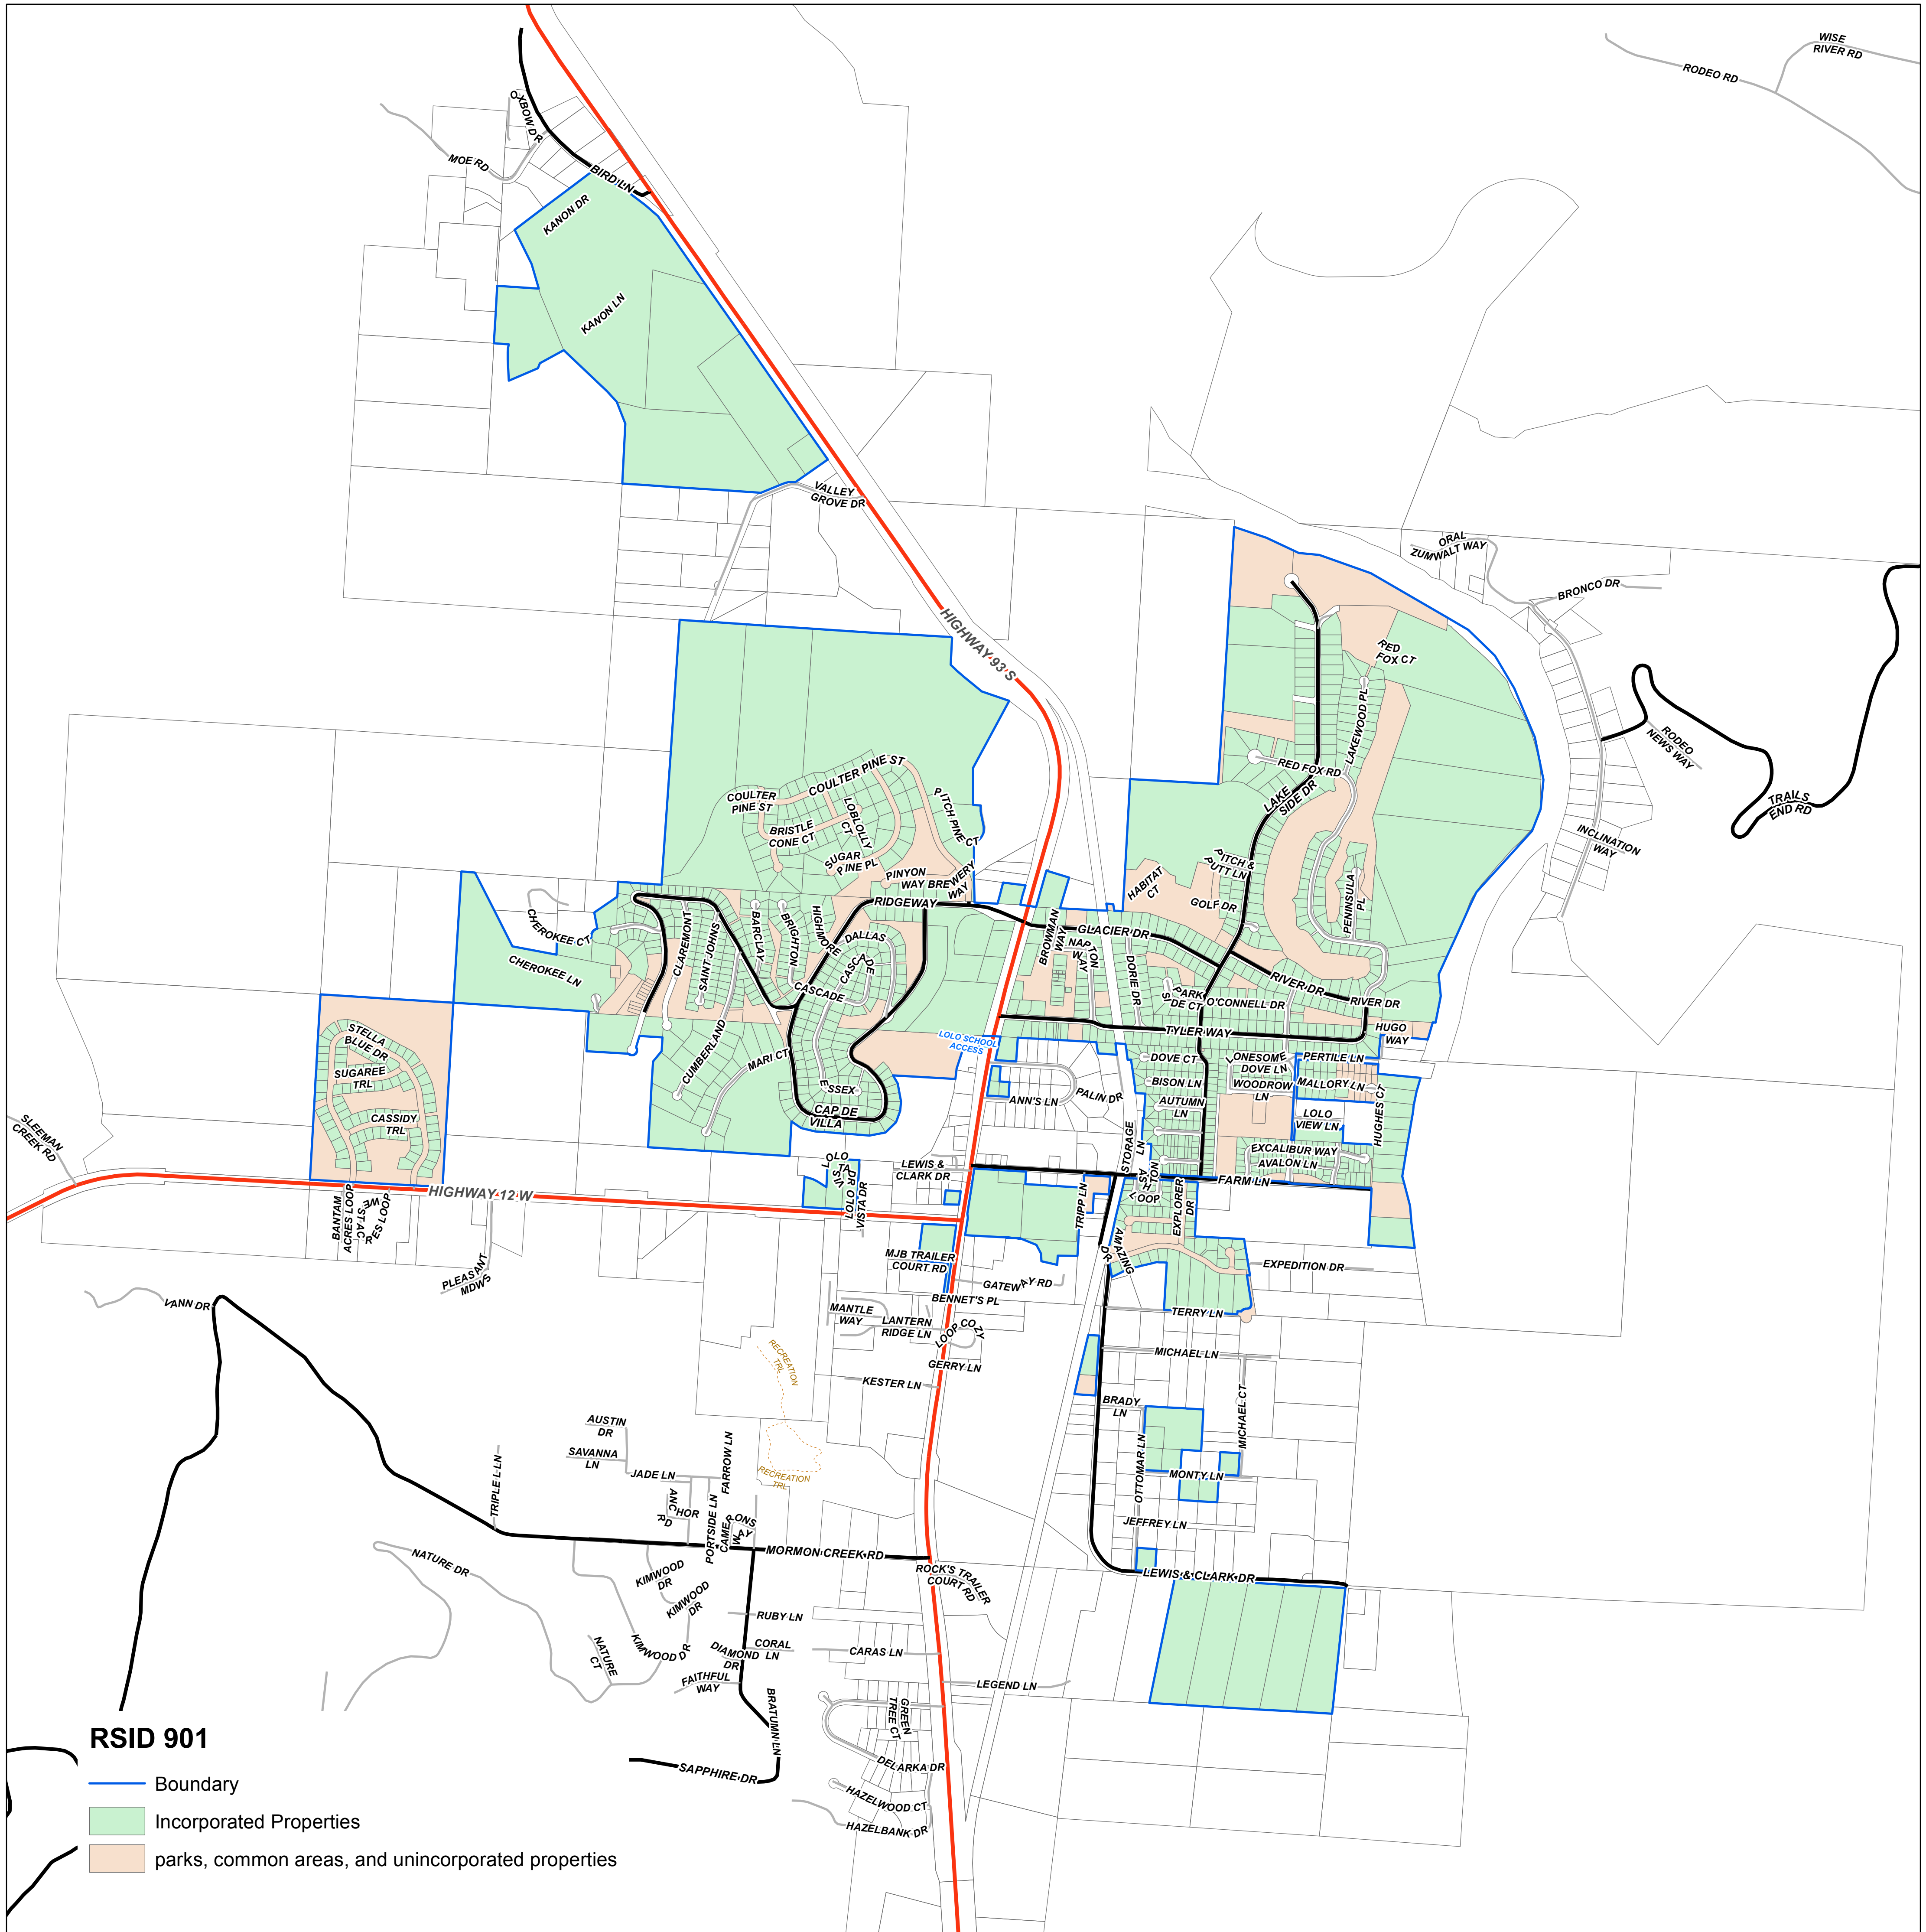 WISE
RIVER RD
RODEO RD
OXBOW DR
MOE RD
BIRD LN
KANON DR
KANON LN
VALLEY
GROVE DR
ORAL
ZUMWALT WAY
BRONCO DR
HIGHWAY 93 S
RED
FOX CT
LAKEWOOD PL
RODEO
NEWS WAY
RED FOX RD
COULTER PINE ST
COULTER
PINE ST
PITCH PINE CT
LAKE
SIDE DR
TRAILS
END RD
LOBLOLLY
CT
BRISTLE
CONE CT
INCLINATION
WAY
SUGAR
PINE PL
PITCH &
PUTT LN
PINYON
WAY
BREWERY
WAY
HABITAT
CT
PENINSULA
PL
RIDGEWAY
GOLF DR
CHEROKEE CT
CLAREMONT
SAINT JOHNS
BARCLAY
BRIGHTON
HIGHMORE
DALLAS
BROWMAN
WAY
GLACIER DR
NAPTON
WAY
CASCADE
CASCADE
DORIE DR
CHEROKEE LN
RIVER DR
PARK
SIDE CT
O'CONNELL DR
RIVER DR
STELLA
BLUE DR
CUMBERLAND
LOLO SCHOOL
ACCESS
TYLER WAY
HUGO
WAY
MARI CT
DOVE CT
LONESOME
DOVE LN
PERTILE LN
SUGAREE
TRL
ESSEX
BISON LN
WOODROW
LN
MALLORY LN
ANN'S LN
PALIN DR
AUTUMN
LN
LOLO
VIEW LN
HUGHES CT
CASSIDY
TRL
CAP DE
VILLA
SLEEMAN
CREEK RD
STORAGE
LN
EXCALIBUR WAY
AVALON LN
LOLO
VISTA DR
LOLO
VISTA DR
LEWIS &
CLARK DR
ASHTON
LOOP
FARM LN
HIGHWAY 12 W
BANTAM
ACRES LOOP
WEST AC
RES LOOP
TRIPP LN
EXPLORER
DR
PLEASANT
MDWS
MJB TRAILER
COURT RD
AMAZING
DR
EXPEDITION DR
GATEWAY RD
VANN DR
BENNET'S PL
MANTLE
WAY
LANTERN
RIDGE LN
COZY
LOOP
TERRY LN
RECREATION
TRL
GERRY LN
MICHAEL LN
KESTER LN
BRADY
LN
MICHAEL CT
AUSTIN
DR
SAVANNA
LN
FARROW LN
OTTOMAR LN
TRIPLE L LN
JADE LN
RECREATION
TRL
MONTY LN
ANCHOR
RD
PORTSIDE LN
CAMERONS
WAY
JEFFREY LN
MORMON CREEK RD
NATURE DR
KIMWOOD
DR
ROCK'S TRAILER
COURT RD
LEWIS & CLARK DR
KIMWOOD
DR
RUBY LN
NATURE
CT
KIMWOOD DR
DIAMOND
DR
CORAL
LN
CARAS LN
FAITHFUL
WAY
LEGEND LN
BRATUMN LN
GREEN
TREE CT
RSID 901
SAPPHIRE DR
DELARKA DR
Boundary
HAZELWOOD CT
Incorporated Properties
HAZELBANK DR
parks, common areas, and unincorporated properties